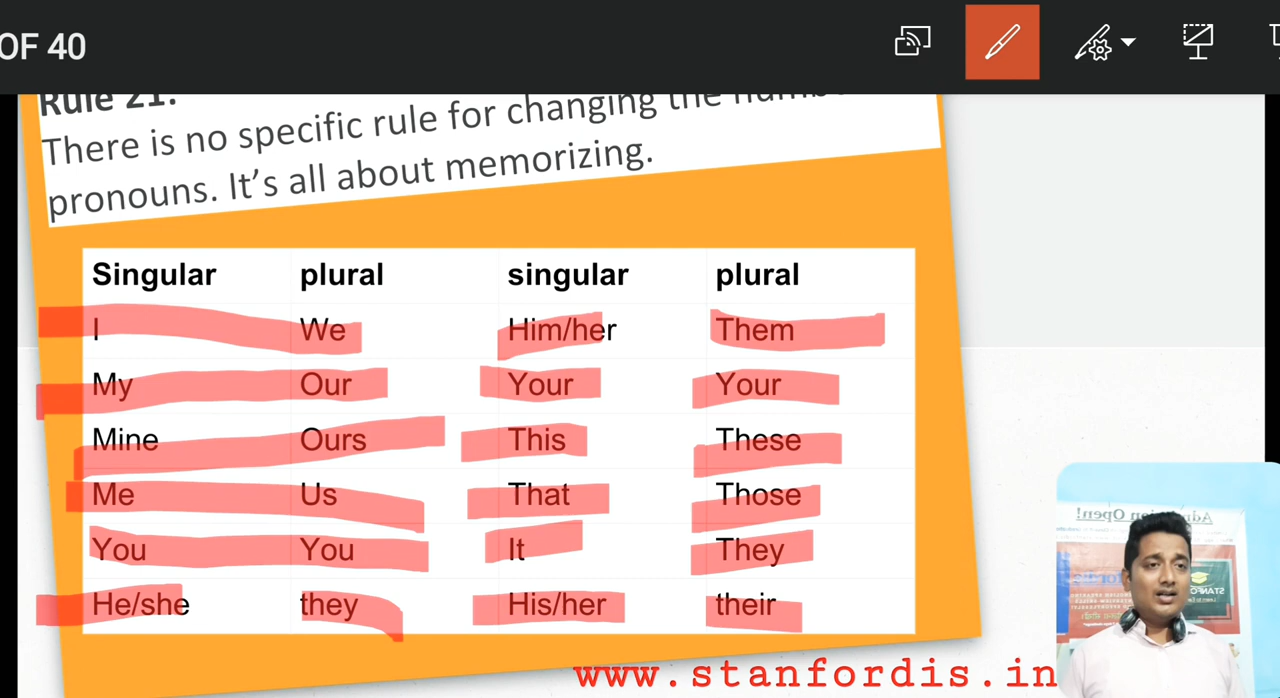 OF 40
Rule 21:
There is no specific rule for changing the
pronouns. It's all about memorizing.
Singular plural singular plural
I We Him/her Them
My Our Your Your
Mine Ours This These
Me Us That Those
You You It They
He/she they His/her their
Admission Open!
STANFO
www.stanfordis.in